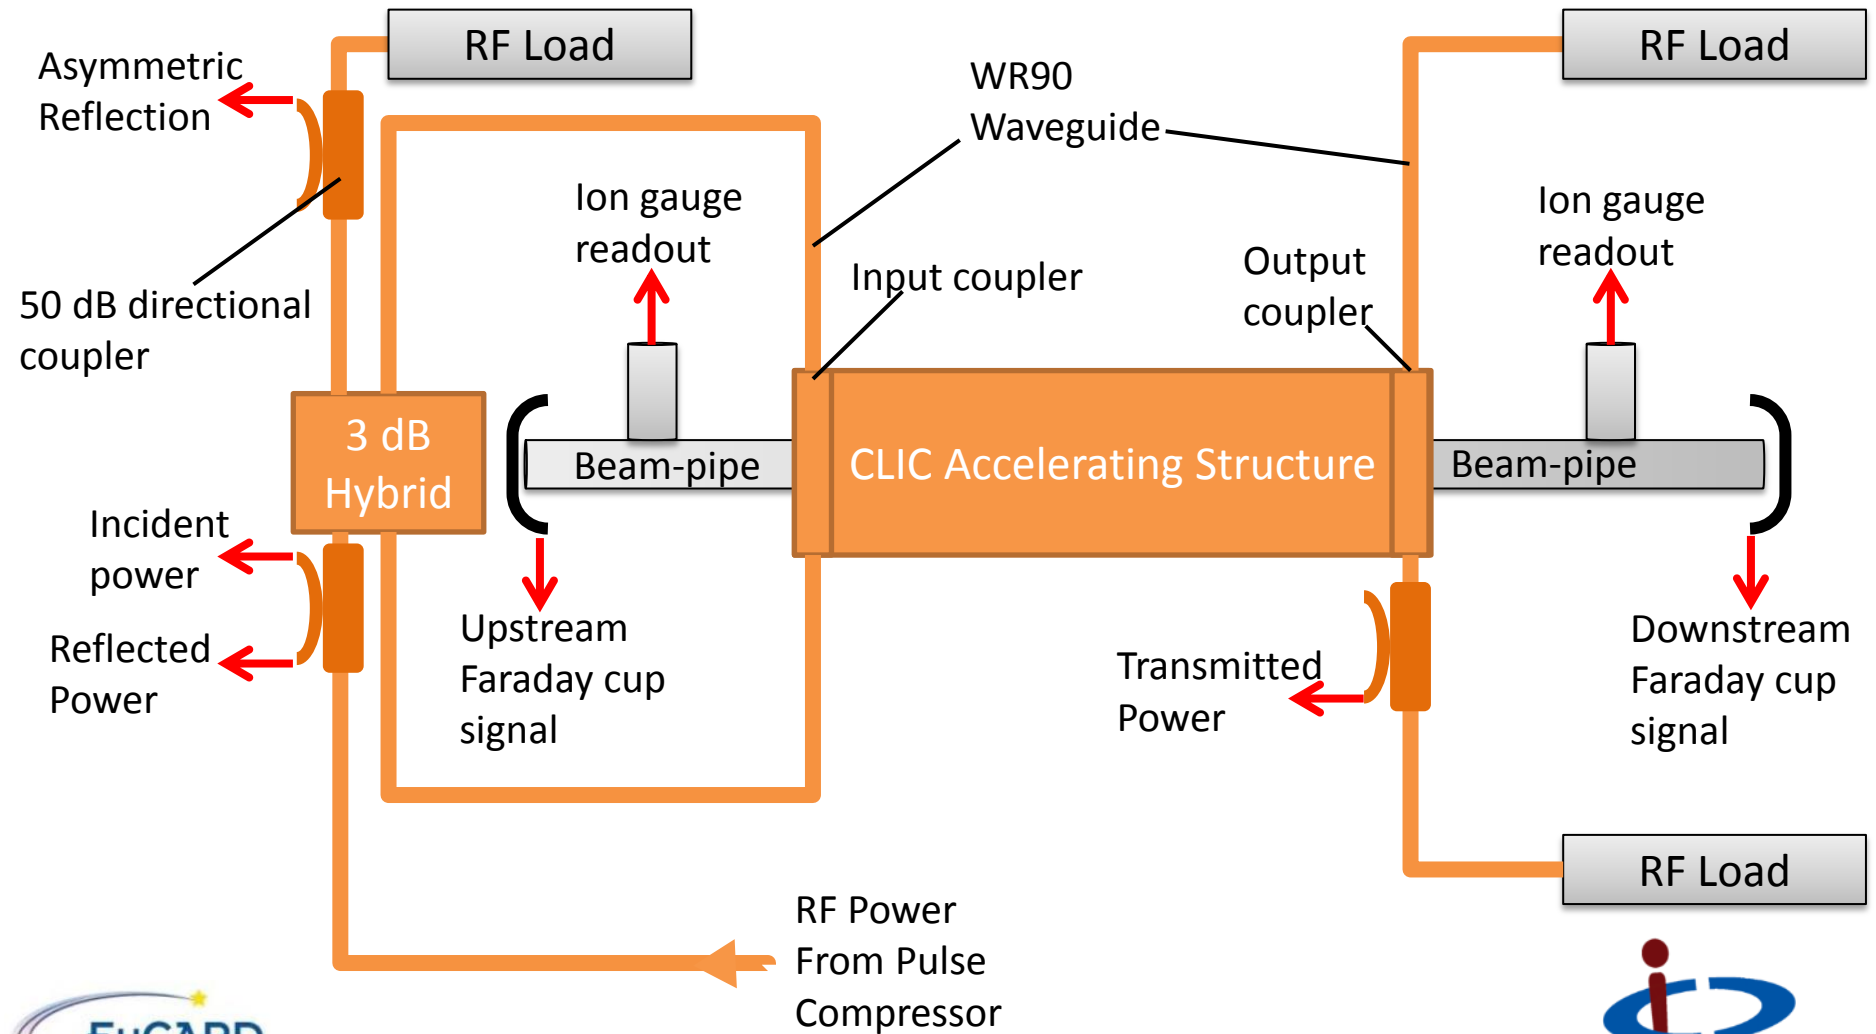 RF Load
RF Load
Asymmetric
Reflection
WR90
Waveguide
Ion gauge
readout
Ion gauge
readout
Input coupler
Output
coupler
50 dB directional
coupler
3 dB
Hybrid
Beam-pipe
CLIC Accelerating Structure
Beam-pipe
Incident
power
Reflected
Power
Upstream
Faraday cup
signal
Transmitted
Power
Downstream
Faraday cup
signal
RF Load
RF Power
From Pulse
Compressor
EuCARD